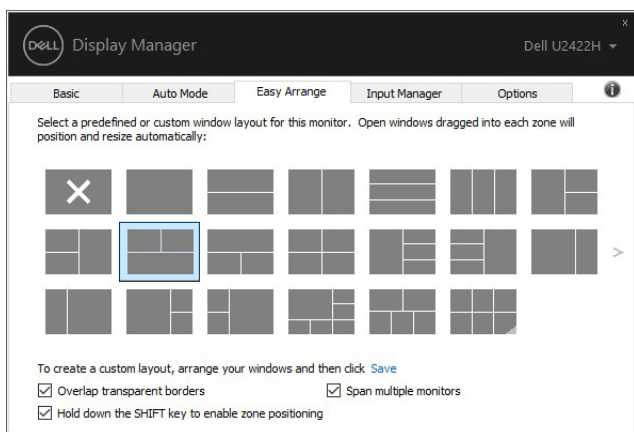 x
DELL Display Manager Dell U2422H
Basic Auto Mode Easy Arrange Input Manager Options i
Select a predefined or custom window layout for this monitor. Open windows dragged into each zone will
position and resize automatically:
>
To create a custom layout, arrange your windows and then click Save
Overlap transparent borders Span multiple monitors
Hold down the SHIFT key to enable zone positioning